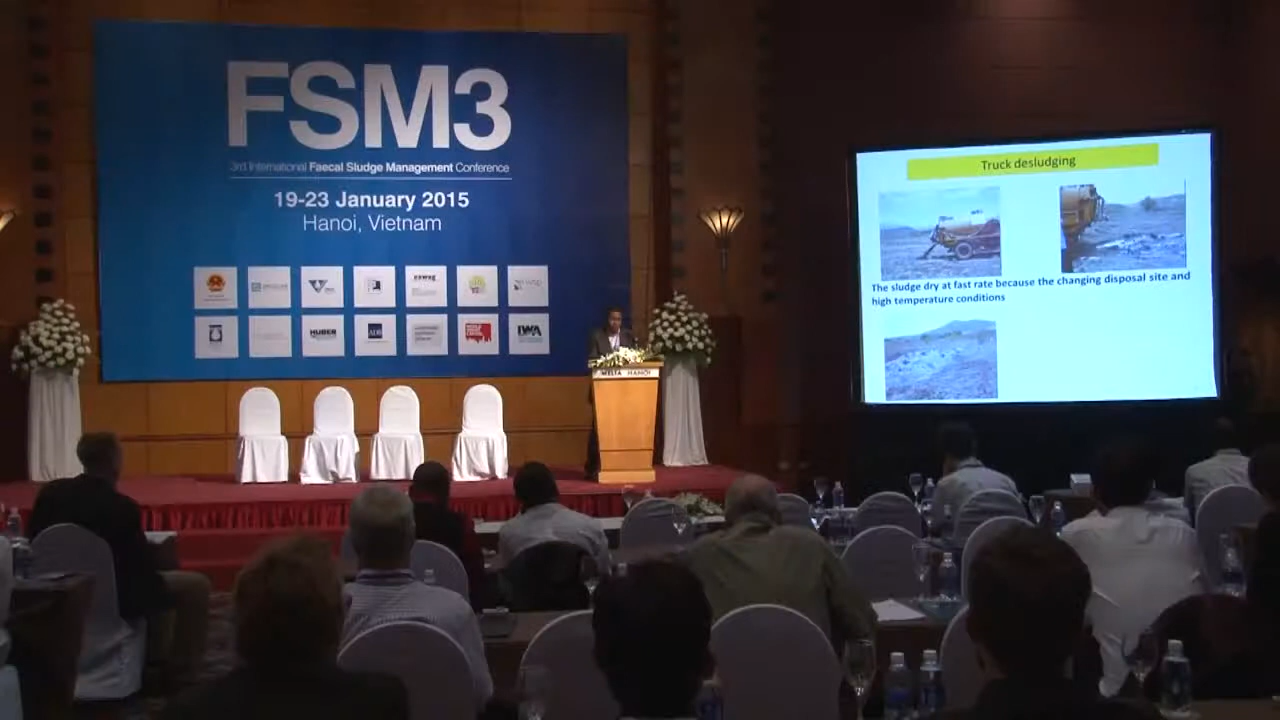 FSM3
3rd International Faecal Sludge Management Conference
19-23 January 2015
Hanoi, Vietnam
HUBER
ADB
IWA
MELIA HANOI
Truck desludging
The sludge dry at fast rate because the changing disposal site and
high temperature conditions